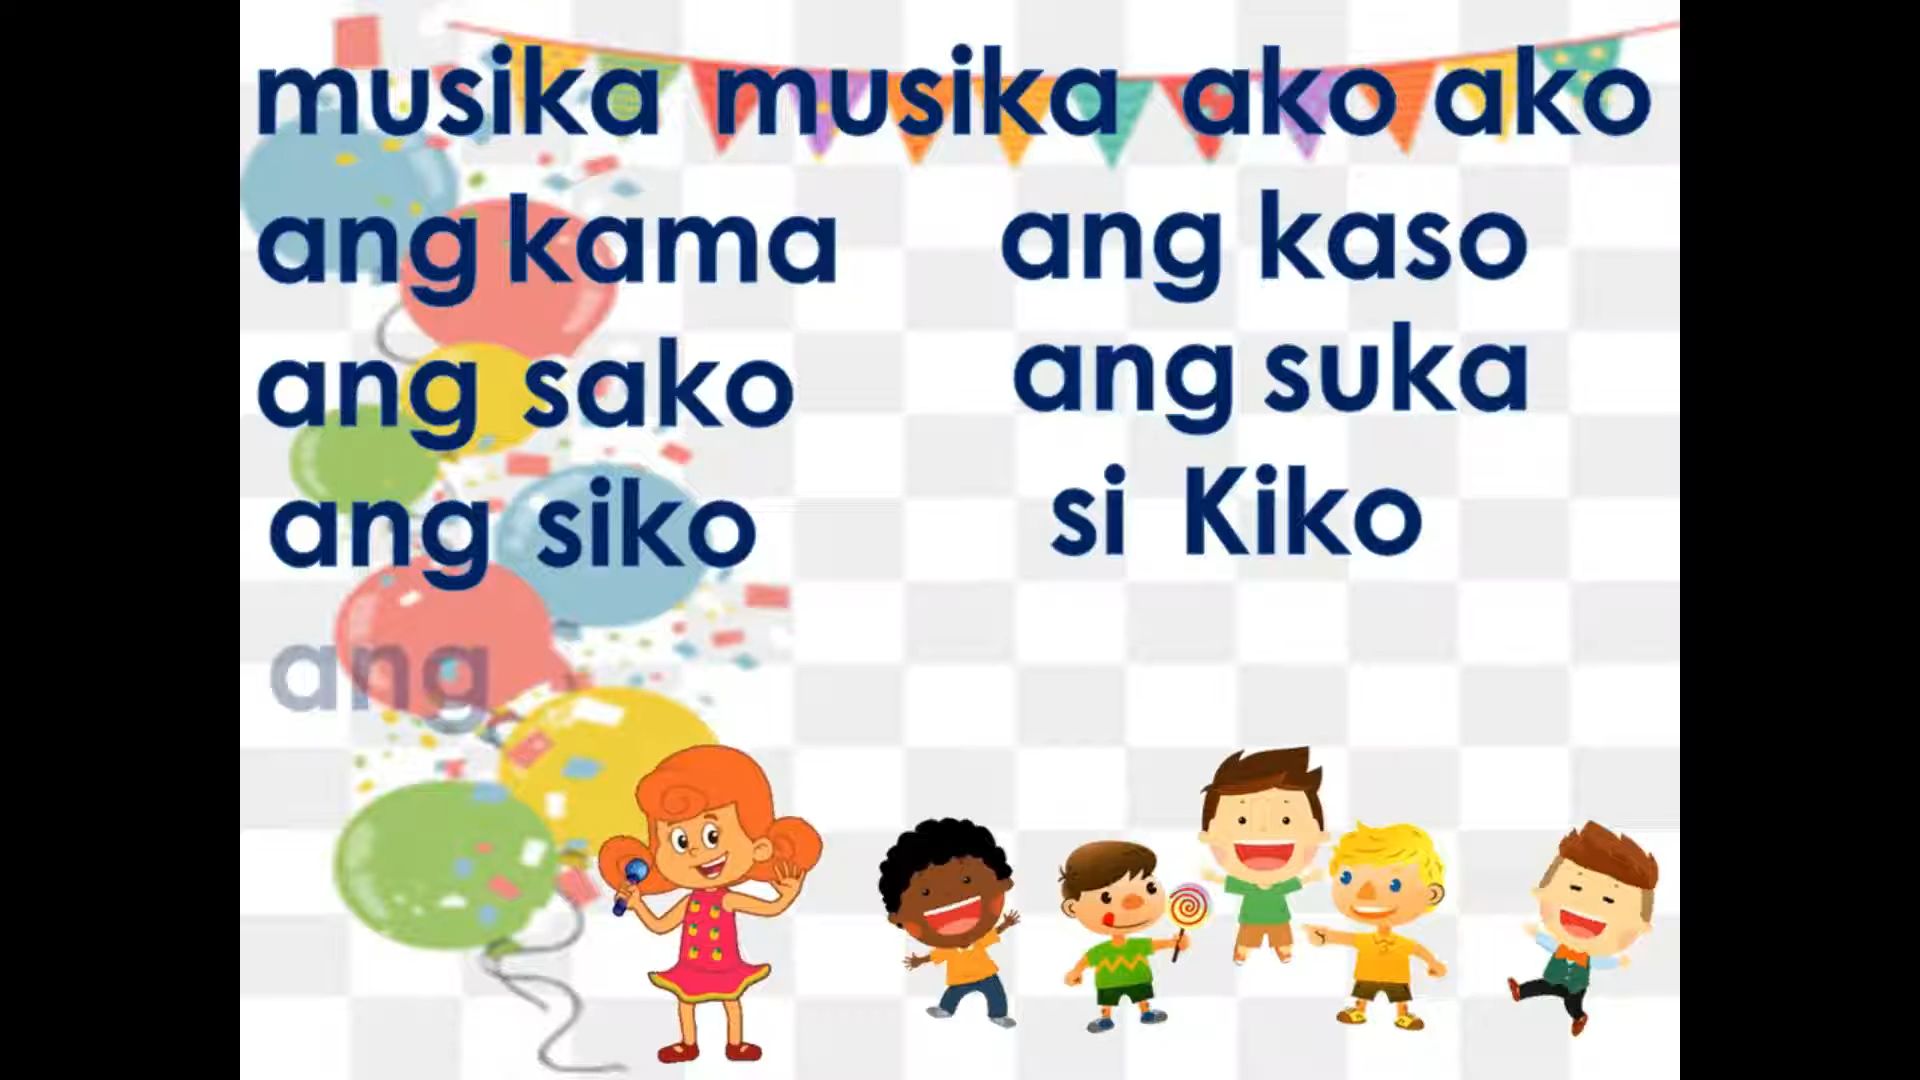 musika musika ako ako
ang kama ang kaso
ang sako ang suka
ang siko si Kiko
ang